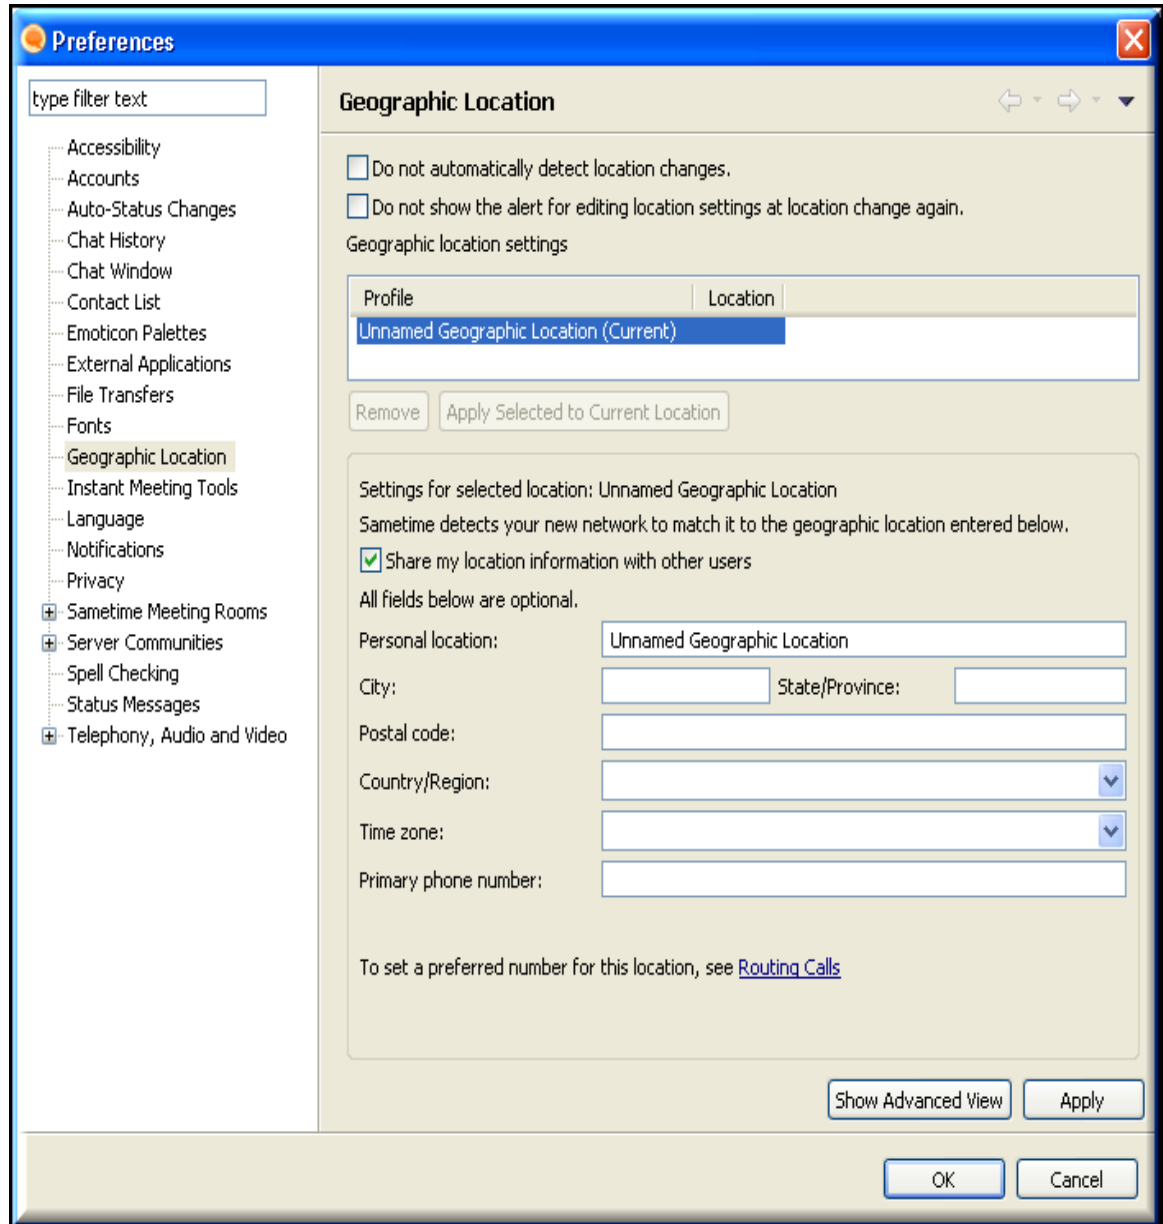 Preferences
type filter text
Accessibility
Accounts
Auto-Status Changes
Chat History
Chat Window
Contact List
Emoticon Palettes
External Applications
File Transfers
Fonts
Geographic Location
Instant Meeting Tools
Language
Notifications
Privacy
Sametime Meeting Rooms
Server Communities
Spell Checking
Status Messages
Telephony, Audio and Video
Geographic Location
Do not automatically detect location changes.
Do not show the alert for editing location settings at location change again.
Geographic location settings
Profile Location
Unnamed Geographic Location (Current)
Remove Apply Selected to Current Location
Settings for selected location: Unnamed Geographic Location
Sametime detects your new network to match it to the geographic location entered below.
Share my location information with other users
All fields below are optional.
Personal location: Unnamed Geographic Location
City: State/Province:
Postal code:
Country/Region:
Time zone:
Primary phone number:
To set a preferred number for this location, see Routing Calls
Show Advanced View Apply
OK Cancel